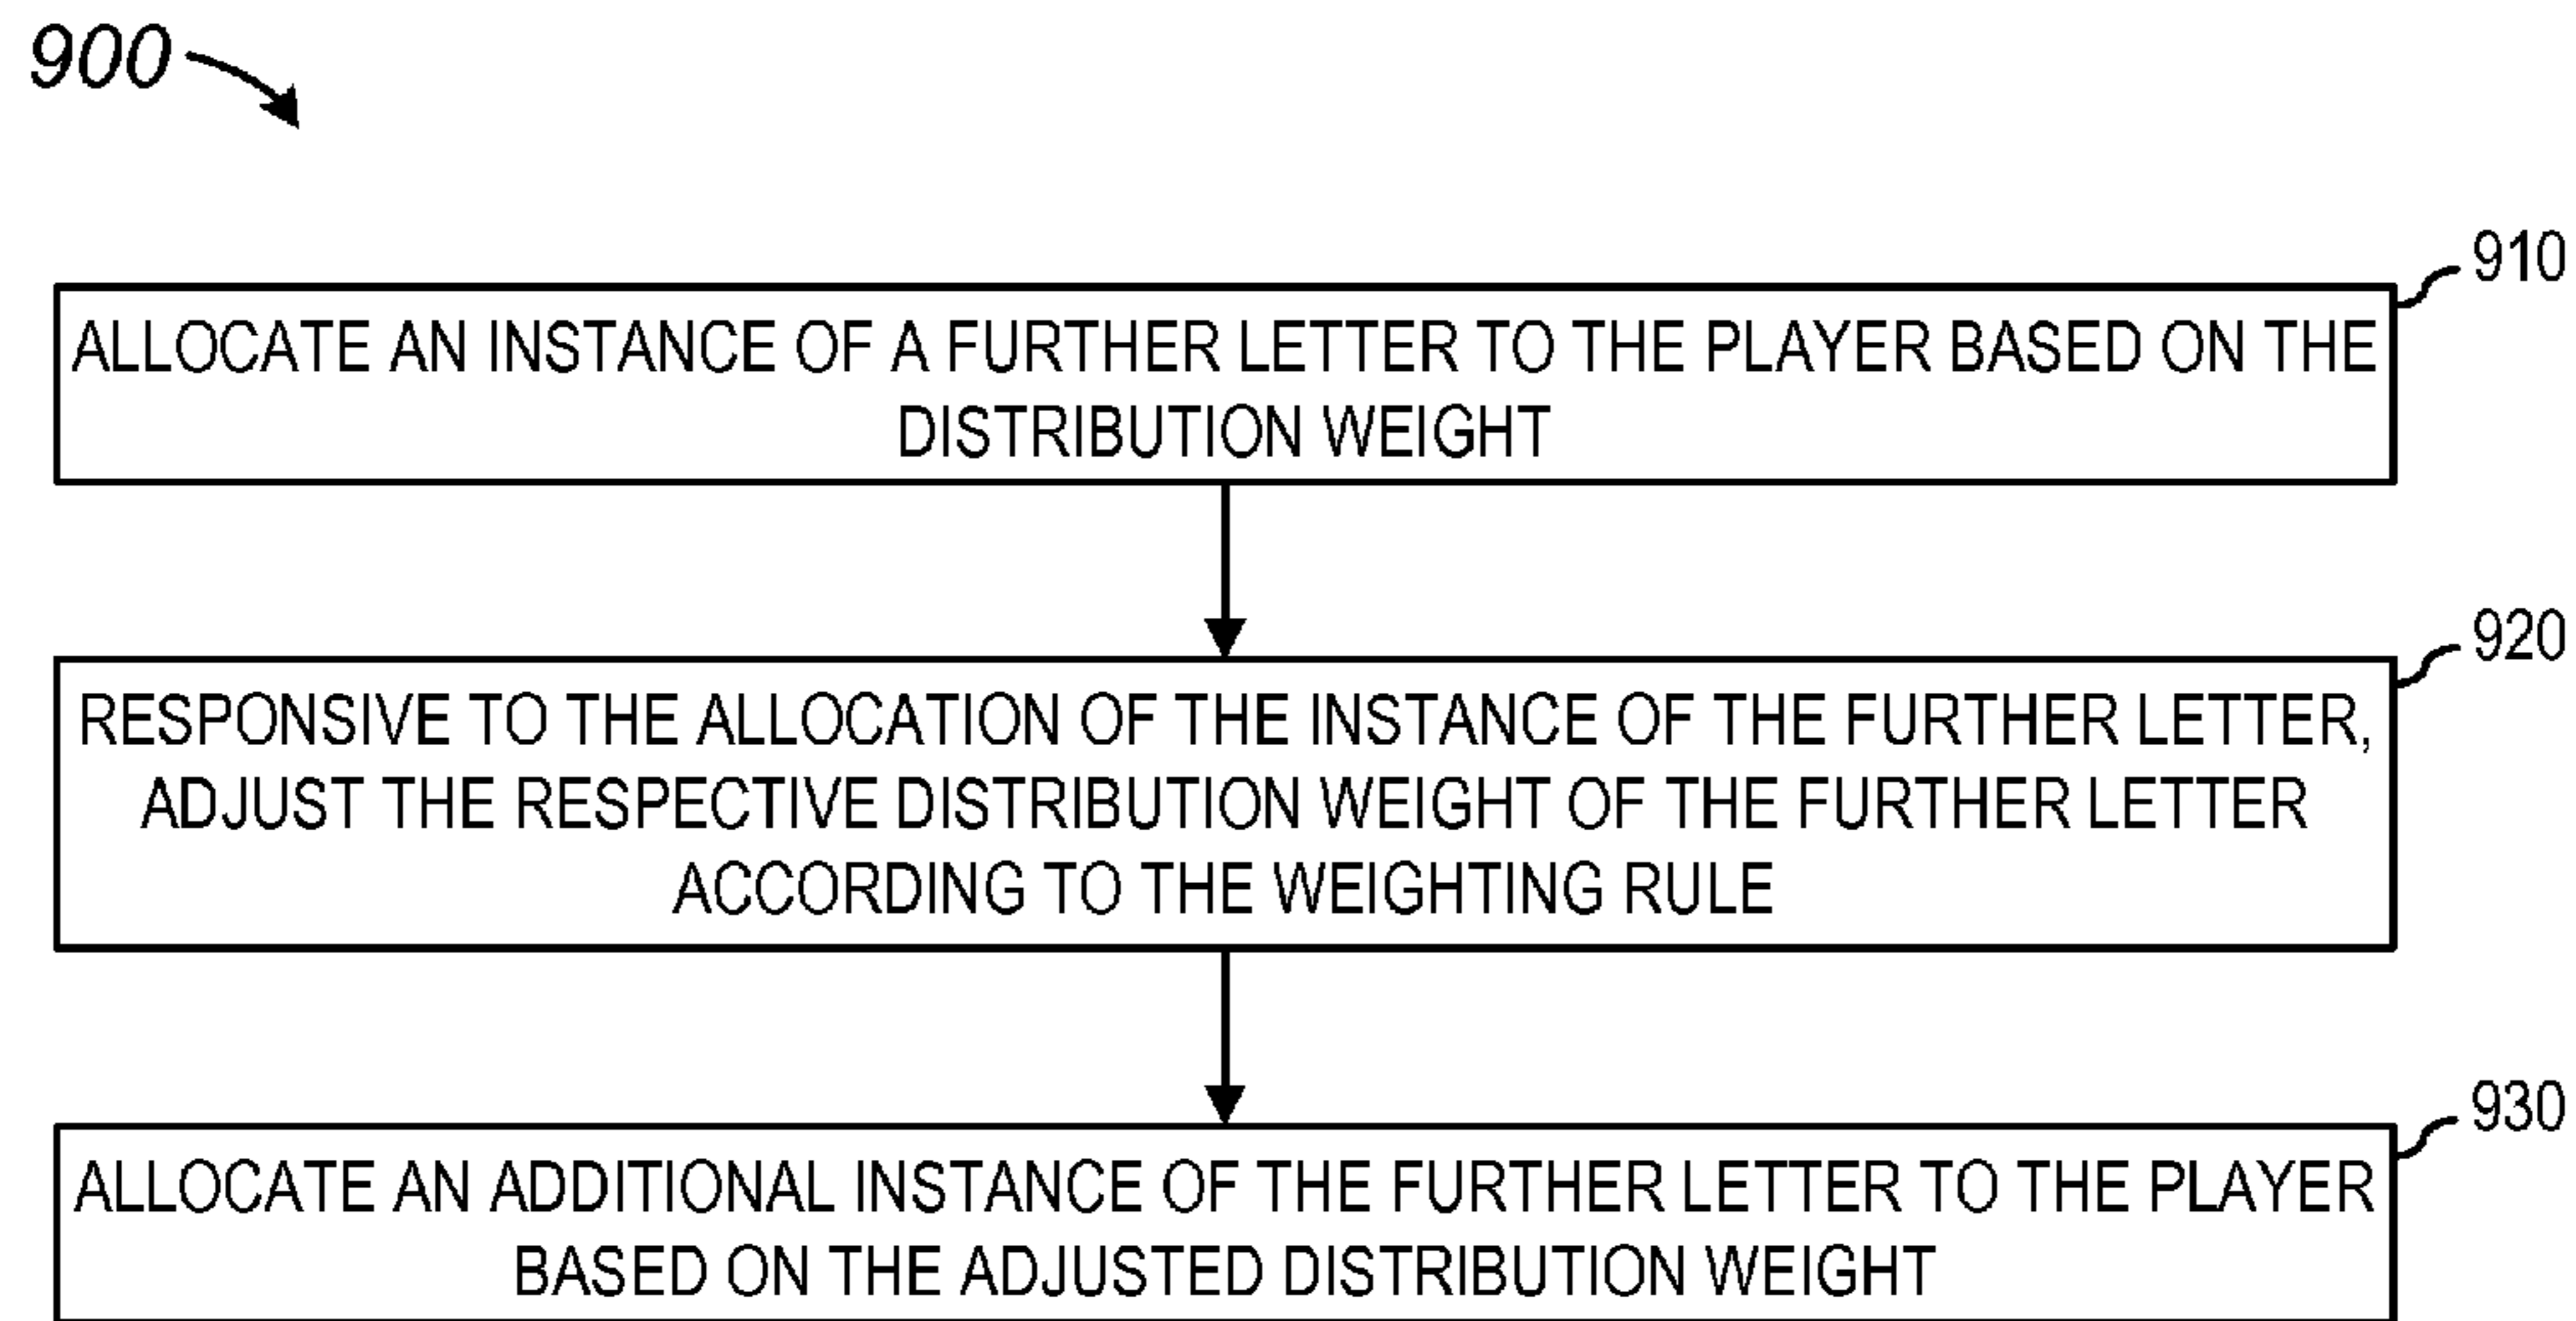 900
910
ALLOCATE AN INSTANCE OF A FURTHER LETTER TO THE PLAYER BASED ON THE
DISTRIBUTION WEIGHT
920
RESPONSIVE TO THE ALLOCATION OF THE INSTANCE OF THE FURTHER LETTER,
ADJUST THE RESPECTIVE DISTRIBUTION WEIGHT OF THE FURTHER LETTER
ACCORDING TO THE WEIGHTING RULE
930
ALLOCATE AN ADDITIONAL INSTANCE OF THE FURTHER LETTER TO THE PLAYER
BASED ON THE ADJUSTED DISTRIBUTION WEIGHT